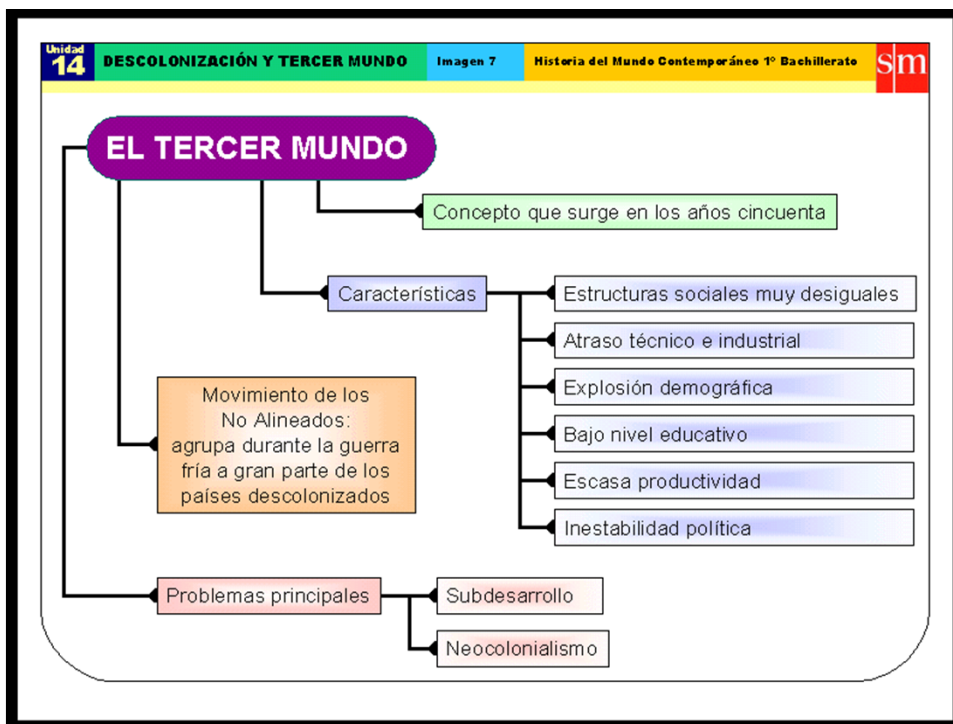 Unidad
14
DESCOLONIZACIÓN Y TERCER MUNDO
Imagen 7
Historia del Mundo Contemporáneo 1º Bachillerato
sm
EL TERCER MUNDO
Concepto que surge en los años cincuenta
Características
Estructuras sociales muy desiguales
Atraso técnico e industrial
Explosión demográfica
Bajo nivel educativo
Escasa productividad
Inestabilidad política
Movimiento de los
No Alineados:
agrupa durante la guerra
fría a gran parte de los
países descolonizados
Problemas principales
Subdesarrollo
Neocolonialismo